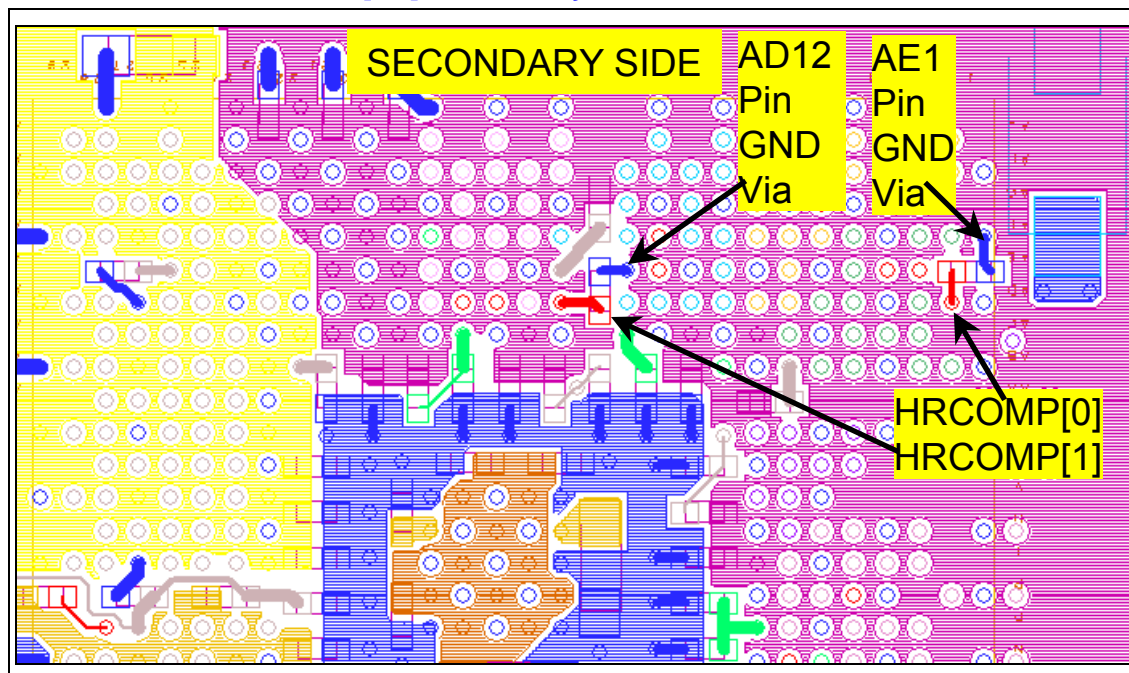 SECONDARY SIDE
AD12
Pin
GND
Via
AE1
Pin
GND
Via
HRCOMP[0]
HRCOMP[1]